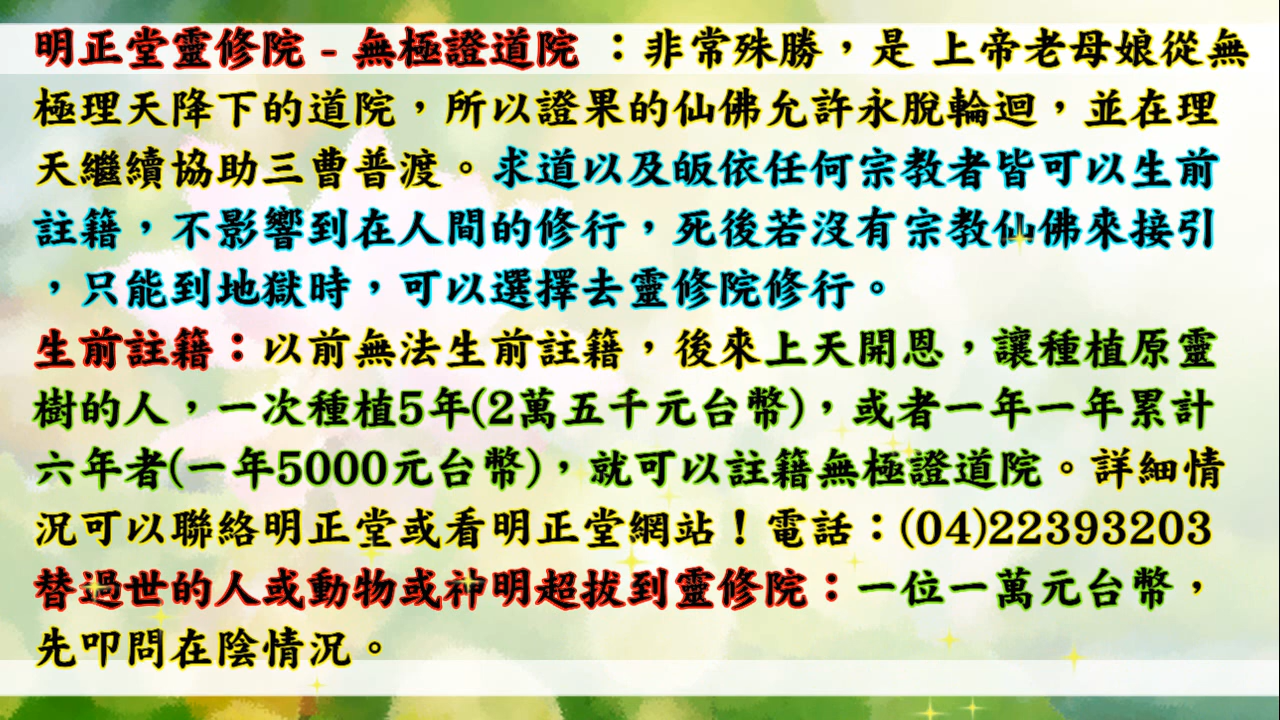 明正堂靈修院 - 無極證道院 ：非常殊勝，是 上帝老母娘從無
極理天降下的道院，所以證果的仙佛允許永脫輪迴，並在理
天繼續協助三曹普渡。求道以及皈依任何宗教者皆可以生前
註籍，不影響到在人間的修行，死後若沒有宗教仙佛來接引
，只能到地獄時，可以選擇去靈修院修行。
生前註籍：以前無法生前註籍，後來上天開恩，讓種植原靈
樹的人，一次種植5年(2萬五千元台幣)，或者一年一年累計
六年者(一年5000元台幣)，就可以註籍無極證道院。詳細情
況可以聯絡明正堂或看明正堂網站！電話：(04)22393203
替過世的人或動物或神明超拔到靈修院：一位一萬元台幣，
先叩問在陰情況。